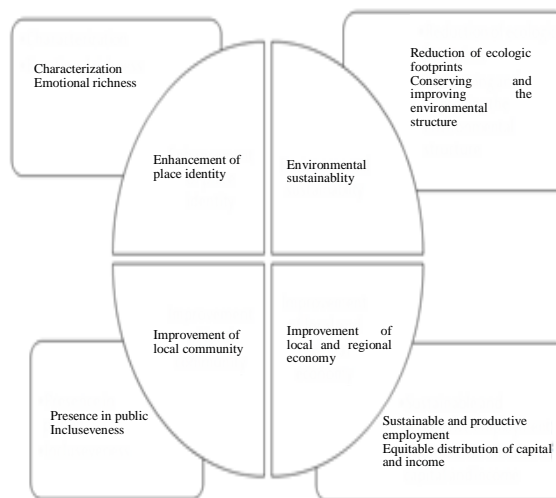 Characterization
Emotional richness
Reduction of ecologic
footprints
Conserving and
improving the
environmental
structure
Enhancement of
place identity
Environmental
sustainablity
Improvement of
local community
Improvement of
local and regional
economy
Presence in public
Incluseveness
Sustainable and productive
employment
Equitable distribution of capital
and income